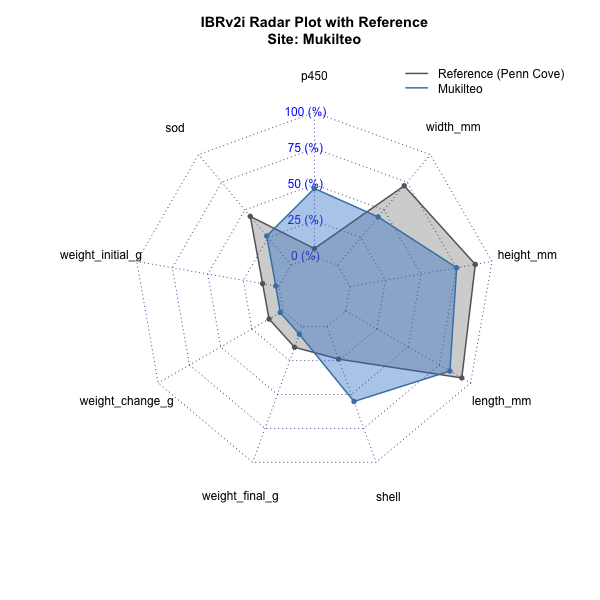 IBRv2i Radar Plot with Reference
Site: Mukilteo
p450
Reference (Penn Cove)
Mukilteo
100 (%)
sod
width_mm
75 (%)
50 (%)
25 (%)
weight_initial_g
0 (%)
height_mm
weight_change_g
length_mm
weight_final_g
shell